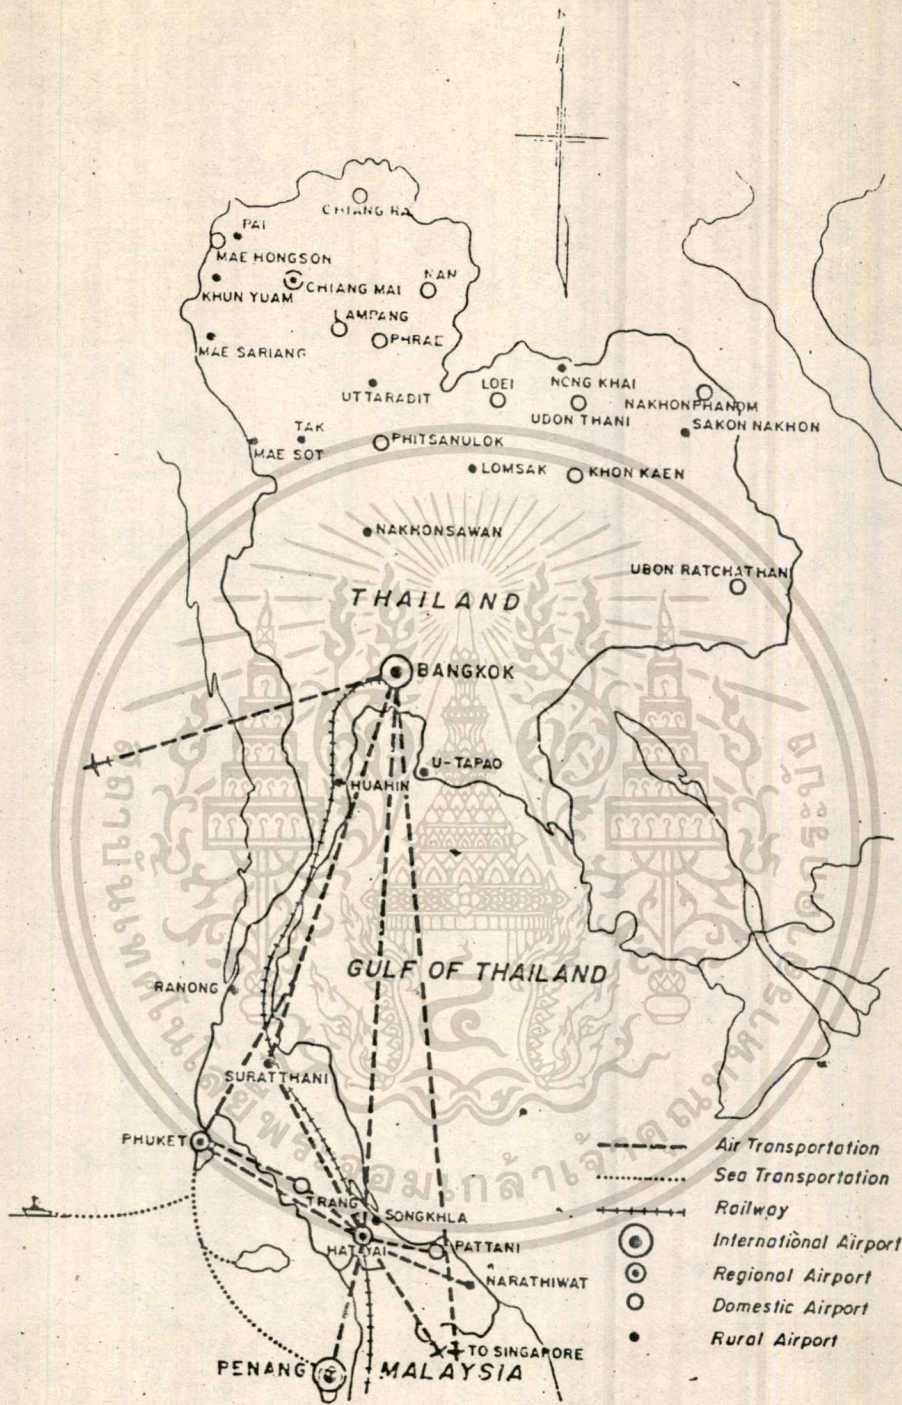 CHIANG RA
PAI
MAE HONGSON
KHUN YUAM
CHIANG MAI
NAN
LAMPANG
PHRAE
MAE SARIANG
UTTARADIT
LOEI
NONG KHAI
UDON THANI
NAKHONPHANOM
SAKON NAKHON
TAK
MAE SOT
PHITSANULOK
LOMSAK
KHON KAEN
NAKHONSAWAN
UBON RATCHATHANI
THAILAND
BANGKOK
U-TAPAO
HUAHIN
GULF OF THAILAND
RANONG
SURATTHANI
PHUKET
TRANG
SONGKHLA
HATYAI
PATTANI
NARATHIWAT
TO SINGAPORE
PENANG
MALAYSIA
Air Transportation
Sea Transportation
Railway
International Airport
Regional Airport
Domestic Airport
Rural Airport